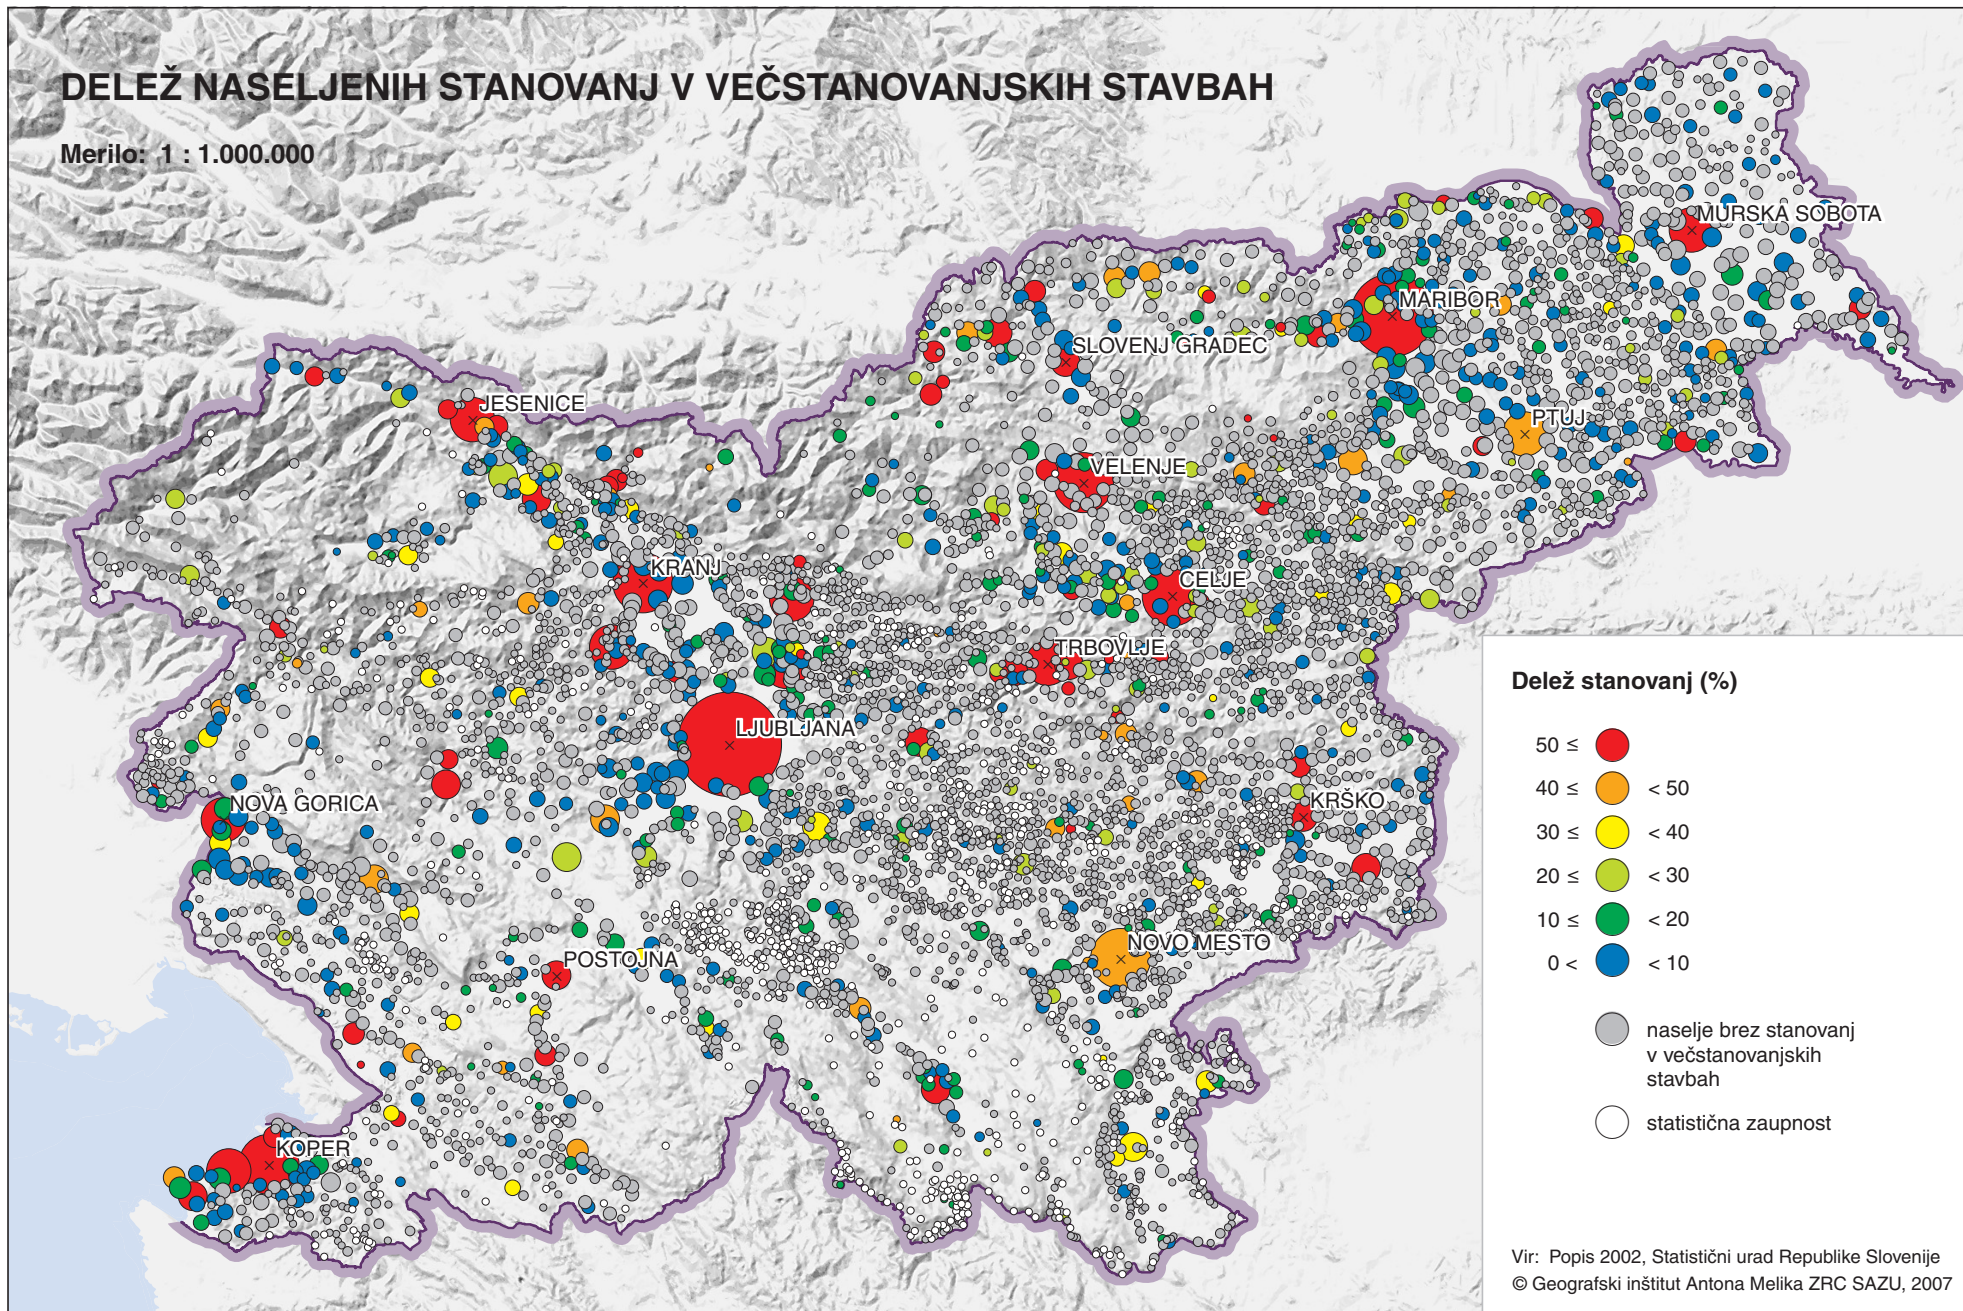 DELEŽ NASELJENIH STANOVANJ V VEČSTANOVANJSKIH STAVBAH
Merilo: 1 : 1.000.000
MURSKA SOBOTA
MARIBOR
SLOVENJ GRADEC
JESENICE
PTUJ
VELENJE
KRANJ
CELJE
TRBOVLJE
LJUBLJANA
NOVA GORICA
KRŠKO
NOVO MESTO
POSTOJNA
KOPER
Delež stanovanj (%)
50 ≤
40 ≤ < 50
30 ≤ < 40
20 ≤ < 30
10 ≤ < 20
0 < < 10
naselje brez stanovanj
v večstanovanjskih
stavbah
statistična zaupnost
Vir: Popis 2002, Statistični urad Republike Slovenije
© Geografski inštitut Antona Melika ZRC SAZU, 2007